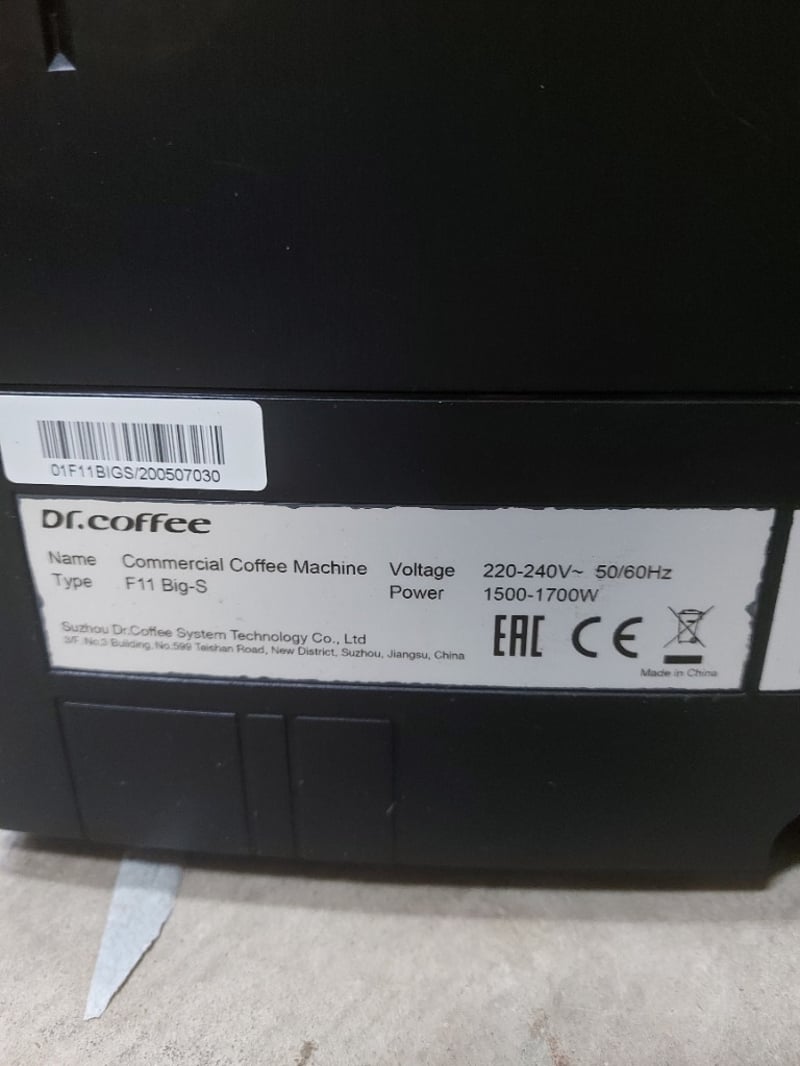 01F11BIGS/200507030
Dr.coffee
Name Commercial Coffee Machine
Type F11 Big-S
Voltage 220-240V~ 50/60Hz
Power 1500-1700W
Suzhou Dr.Coffee System Technology Co., Ltd
3/F.No.3 Building, No.599 Taishan Road, New District, Suzhou, Jiangsu, China
EAC CE
Made in China